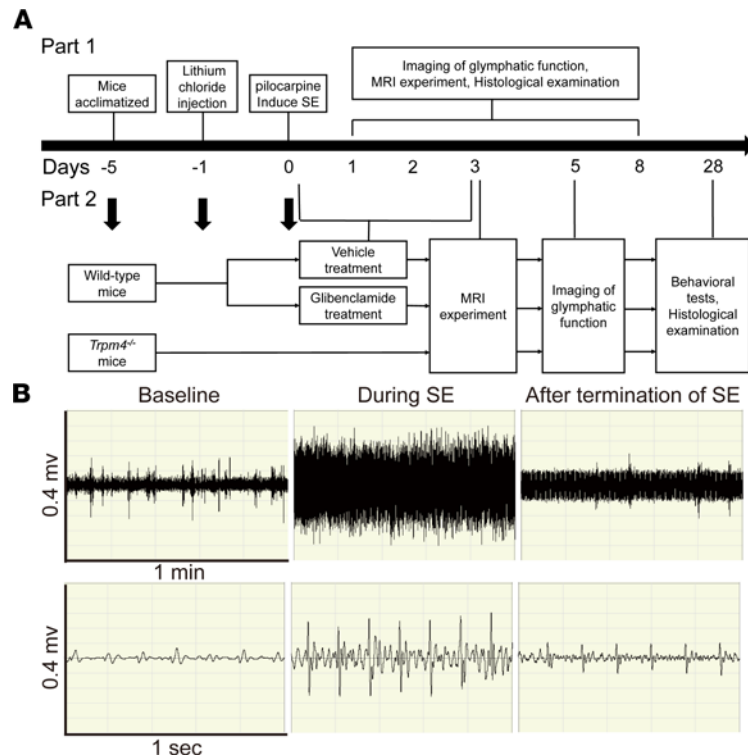 A
Part 1
Mice
acclimatized
Lithium
chloride
injection
pilocarpine
Induce SE
Imaging of glymphatic function,
MRI experiment, Histological examination
Days -5 -1 0 1 2 3 5 8 28
Part 2
Wild-type
mice
Vehicle
treatment
Glibenclamide
treatment
Trpm4-/-
mice
MRI
experiment
Imaging of
glymphatic
function
Behavioral
tests,
Histological
examination
B
Baseline During SE After termination of SE
0.4 mv
1 min
0.4 mv
1 sec